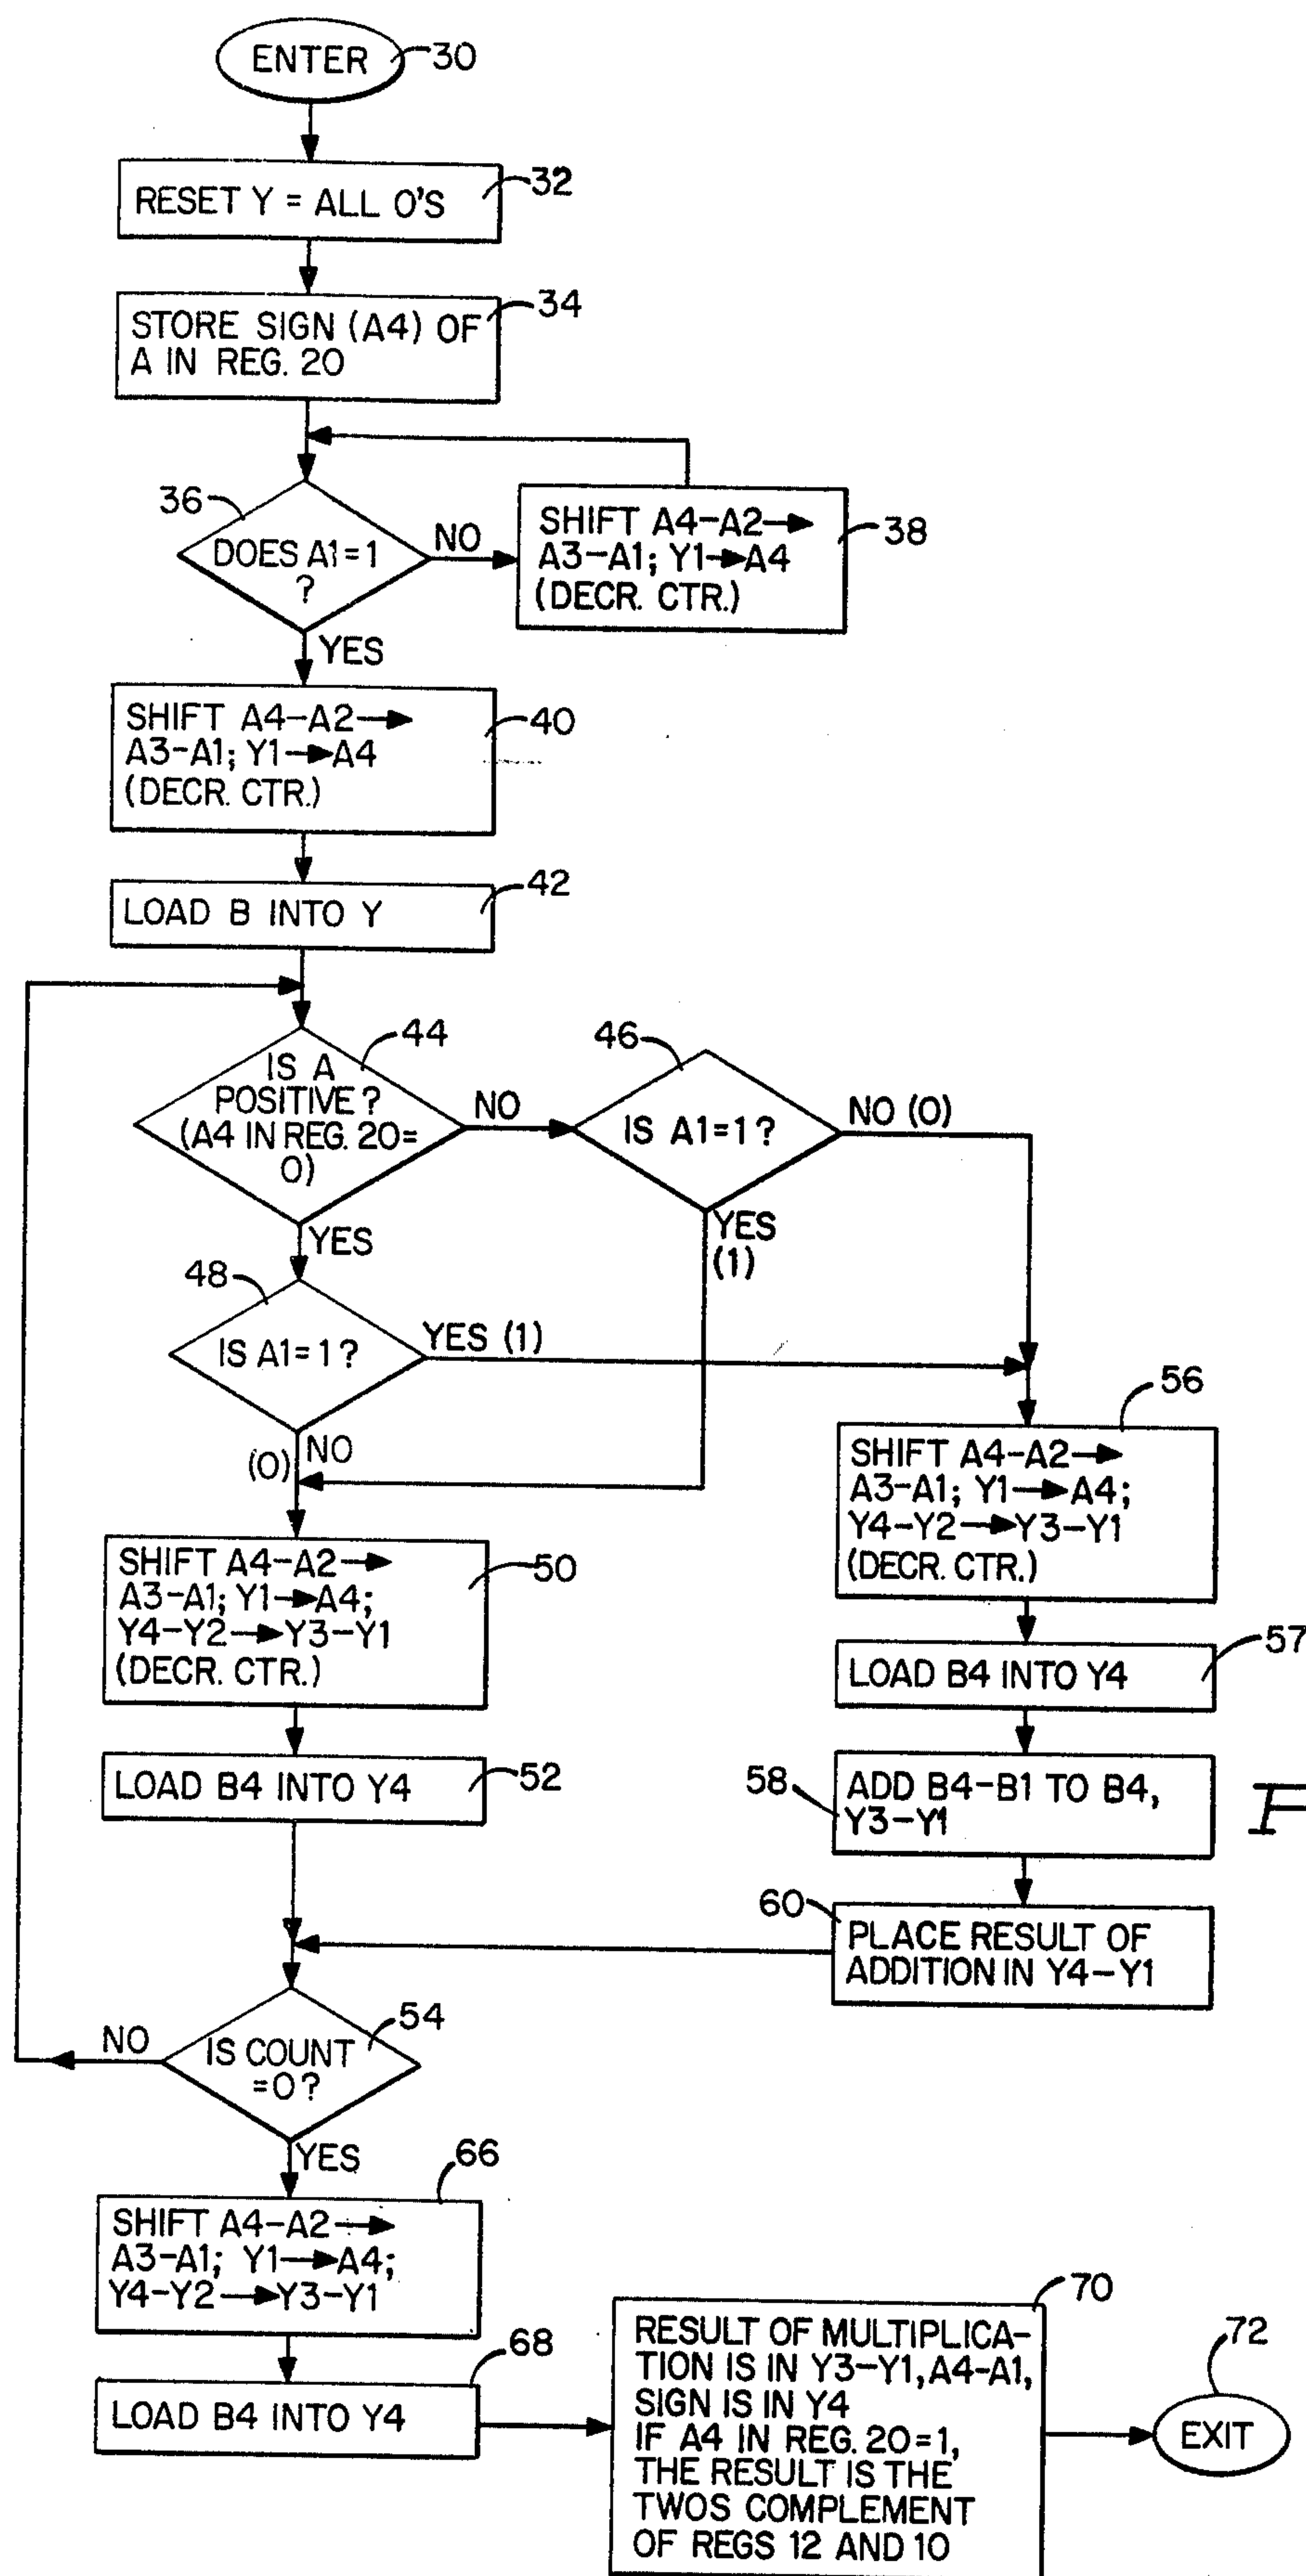 ENTER
30
RESET Y = ALL 0'S
32
STORE SIGN (A4) OF
A IN REG. 20
34
36
DOES A1=1
?
NO
YES
SHIFT A4-A2→
A3-A1; Y1→A4
(DECR. CTR.)
38
SHIFT A4-A2→
A3-A1; Y1→A4
(DECR. CTR.)
40
LOAD B INTO Y
42
IS A
POSITIVE?
(A4 IN REG. 20=
0)
44
NO
YES
46
IS A1=1?
NO (0)
YES
(1)
48
IS A1=1?
YES (1)
(0) NO
SHIFT A4-A2→
A3-A1; Y1→A4;
Y4-Y2→Y3-Y1
(DECR. CTR.)
50
LOAD B4 INTO Y4
52
SHIFT A4-A2→
A3-A1; Y1→A4;
Y4-Y2→Y3-Y1
(DECR. CTR.)
56
LOAD B4 INTO Y4
57
58
ADD B4-B1 TO B4,
Y3-Y1
60
PLACE RESULT OF
ADDITION IN Y4-Y1
54
IS COUNT
=0?
NO
YES
SHIFT A4-A2→
A3-A1; Y1→A4;
Y4-Y2→Y3-Y1
66
LOAD B4 INTO Y4
68
RESULT OF MULTIPLICA-
TION IS IN Y3-Y1, A4-A1,
SIGN IS IN Y4
IF A4 IN REG. 20=1,
THE RESULT IS THE
TWOS COMPLEMENT
OF REGS 12 AND 10
70
EXIT
72